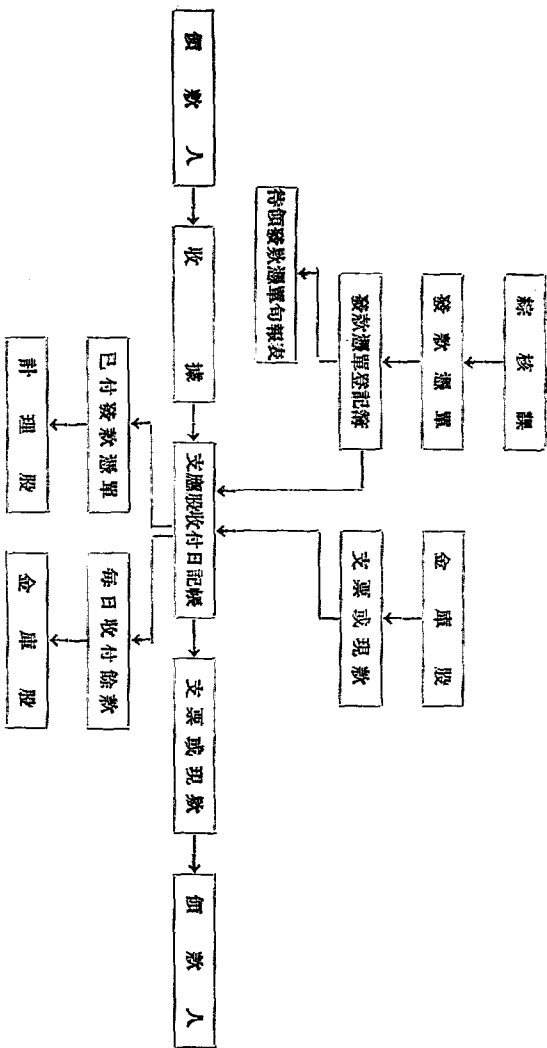 綜核課
發款憑單
發款憑單登記簿
待領發款憑單旬報表
金庫股
支票或現款
領款人
收據
支應股收付日記帳
支票或現款
領款人
已付發款憑單
計理股
每日收付餘款
金庫股